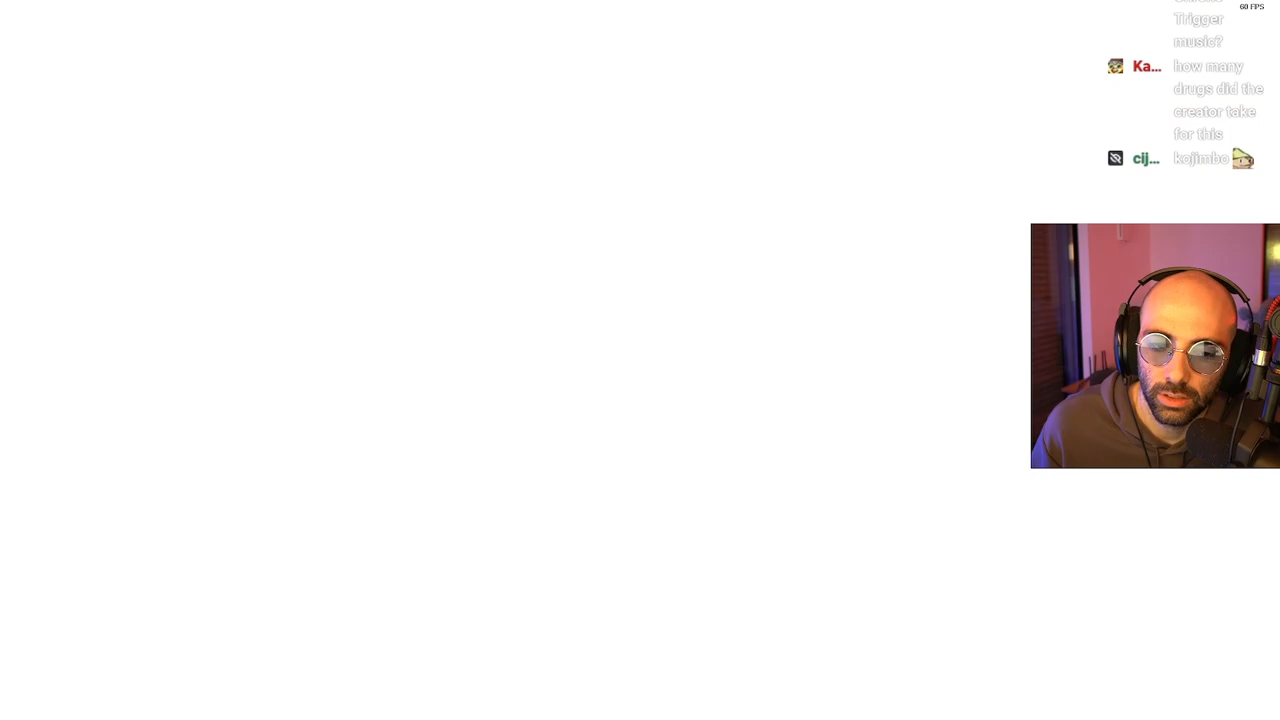 60 FPS
Trigger
music?
Ka... how many
drugs did the
creator take
for this
cij... kojimbo